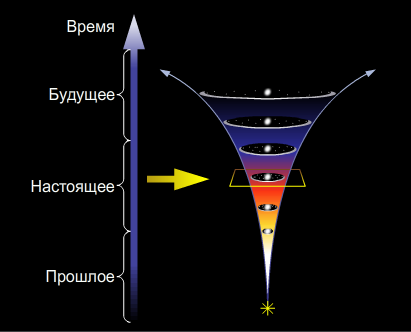 Время
Будущее
Настоящее
Прошлое